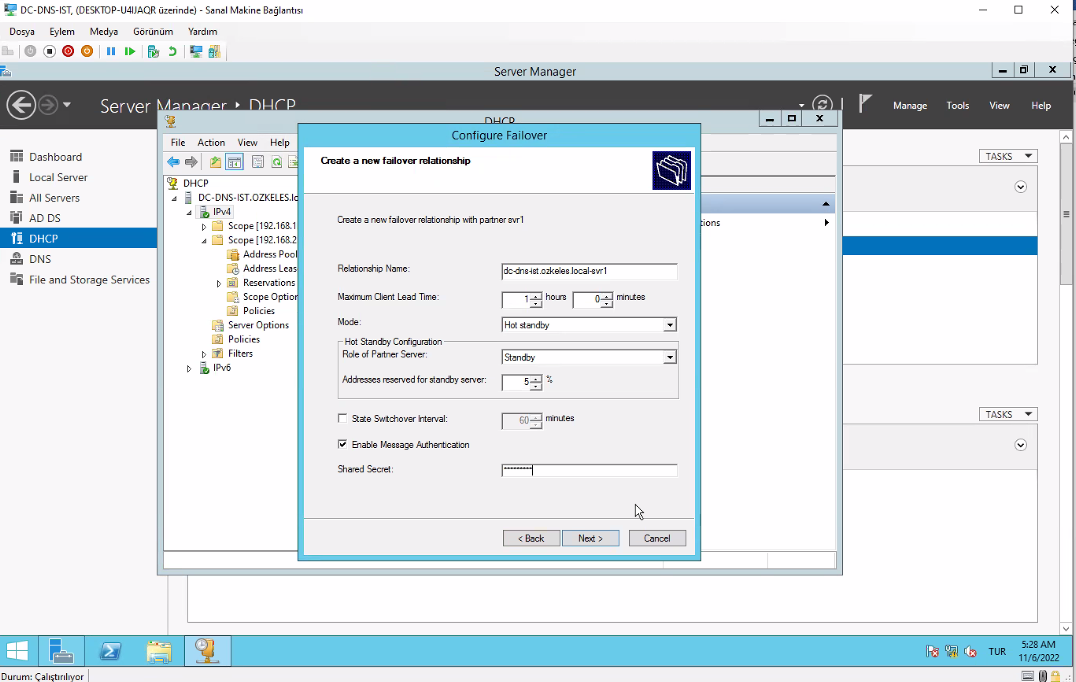 DC-DNS-IST, (DESKTOP-U4IJAQR üzerinde) - Sanal Makine Bağlantısı
Dosya Eylem Medya Görünüm Yardım
Server Manager
Server Manager ‣ DHCP
Manage Tools View Help
Dashboard
Local Server
All Servers
AD DS
DHCP
DNS
File and Storage Services
TASKS
TASKS
DHCP
File Action View Help
DHCP
DC-DNS-IST.OZKELES.lo
IPv4
Scope [192.168.1
Scope [192.168.2
Address Pool
Address Leas
Reservations
Scope Option
Policies
Server Options
Policies
Filters
IPv6
tions
Configure Failover
Create a new failover relationship
Create a new failover relationship with partner svr1
Relationship Name: dc-dns-ist.ozkeles.local-svr1
Maximum Client Lead Time: 1 hours 0 minutes
Mode: Hot standby
Hot Standby Configuration
Role of Partner Server: Standby
Addresses reserved for standby server: 5 %
State Switchover Interval: 60 minutes
Enable Message Authentication
Shared Secret: **********
< Back Next > Cancel
TUR
5:28 AM
11/6/2022
Durum: Çalıştırılıyor